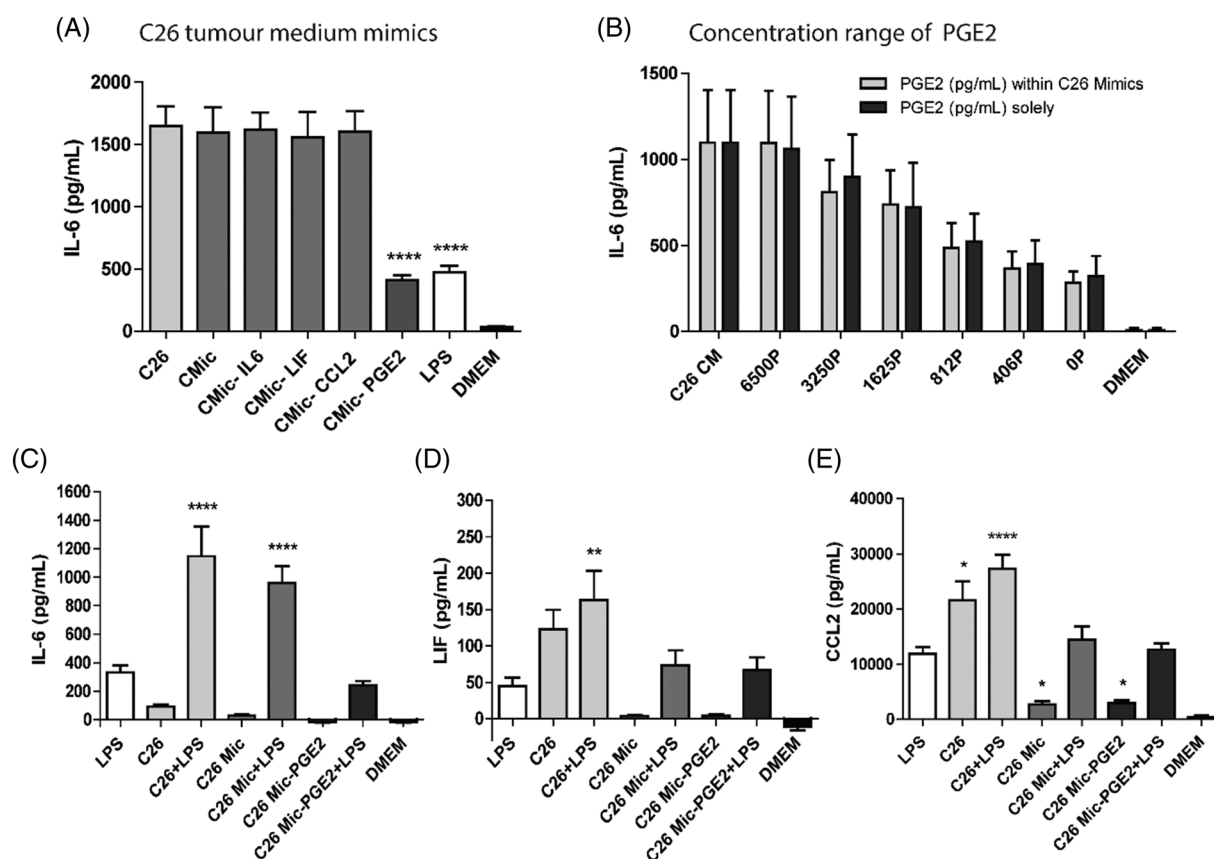 (A) C26 tumour medium mimics
IL-6 (pg/mL)
2000
1500
1000
500
0
**** ****
C26 CMic CMic- IL6 CMic- LIF CMic- CCL2 CMic- PGE2 LPS DMEM
(B) Concentration range of PGE2
PGE2 (pg/mL) within C26 Mimics
PGE2 (pg/mL) solely
IL-6 (pg/mL)
1500
1000
500
0
C26 CM 6500P 3250P 1625P 812P 406P 0P DMEM
(C)
IL-6 (pg/mL)
1600
1400
1200
1000
800
600
400
200
0
**** ****
LPS C26 C26+LPS C26 Mic C26 Mic+LPS C26 Mic-PGE2 C26 Mic-PGE2+LPS DMEM
(D)
LIF (pg/mL)
300
250
200
150
100
50
0
**
LPS C26 C26+LPS C26 Mic C26 Mic+LPS C26 Mic-PGE2 C26 Mic-PGE2+LPS DMEM
(E)
CCL2 (pg/mL)
40000
30000
20000
10000
0
* **** * *
LPS C26 C26+LPS C26 Mic C26 Mic+LPS C26 Mic-PGE2 C26 Mic-PGE2+LPS DMEM